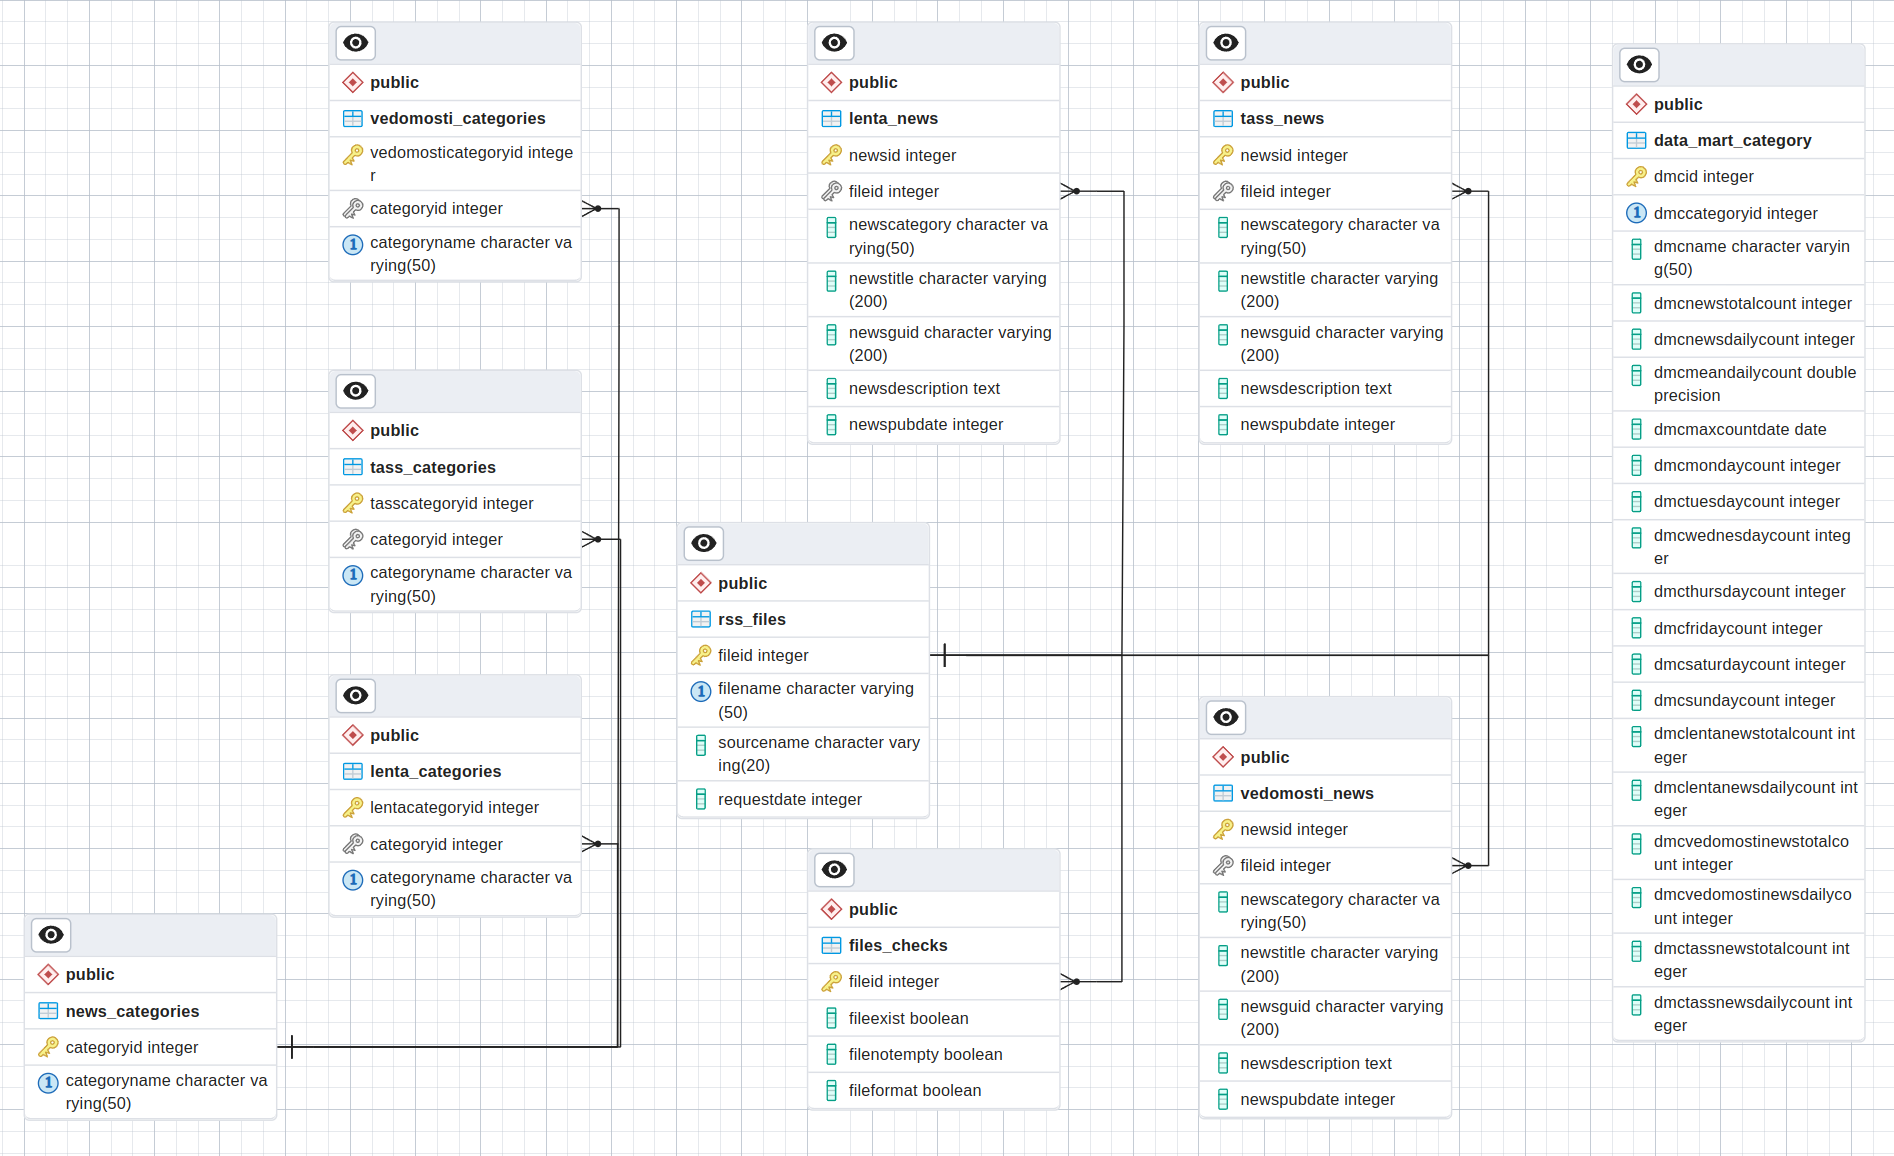 public
vedomosti_categories
vedomosticategoryid intege
r
categoryid integer
1
categoryname character va
rying(50)
public
tass_categories
tasscategoryid integer
categoryid integer
1
categoryname character va
rying(50)
public
lenta_categories
lentacategoryid integer
categoryid integer
1
categoryname character va
rying(50)
public
news_categories
categoryid integer
1
categoryname character va
rying(50)
public
lenta_news
newsid integer
fileid integer
newscategory character va
rying(50)
newstitle character varying
(200)
newsguid character varying
(200)
newsdescription text
newspubdate integer
public
rss_files
fileid integer
1
filename character varying
(50)
sourcename character vary
ing(20)
requestdate integer
public
files_checks
fileid integer
fileexist boolean
filenotempty boolean
fileformat boolean
public
tass_news
newsid integer
fileid integer
newscategory character va
rying(50)
newstitle character varying
(200)
newsguid character varying
(200)
newsdescription text
newspubdate integer
public
vedomosti_news
newsid integer
fileid integer
newscategory character va
rying(50)
newstitle character varying
(200)
newsguid character varying
(200)
newsdescription text
newspubdate integer
public
data_mart_category
dmcid integer
1
dmccategoryid integer
dmcname character varyin
g(50)
dmcnewstotalcount integer
dmcnewsdailycount integer
dmcmeandailycount double
precision
dmcmaxcountdate date
dmcmondaycount integer
dmctuesdaycount integer
dmcwednesdaycount integ
er
dmcthursdaycount integer
dmcfridaycount integer
dmcsaturdaycount integer
dmcsundaycount integer
dmclentanewstotalcount int
eger
dmclentanewsdailycount int
eger
dmcvedomostinewstotalco
unt integer
dmcvedomostinewsdailyco
unt integer
dmctassnewstotalcount int
eger
dmctassnewsdailycount int
eger